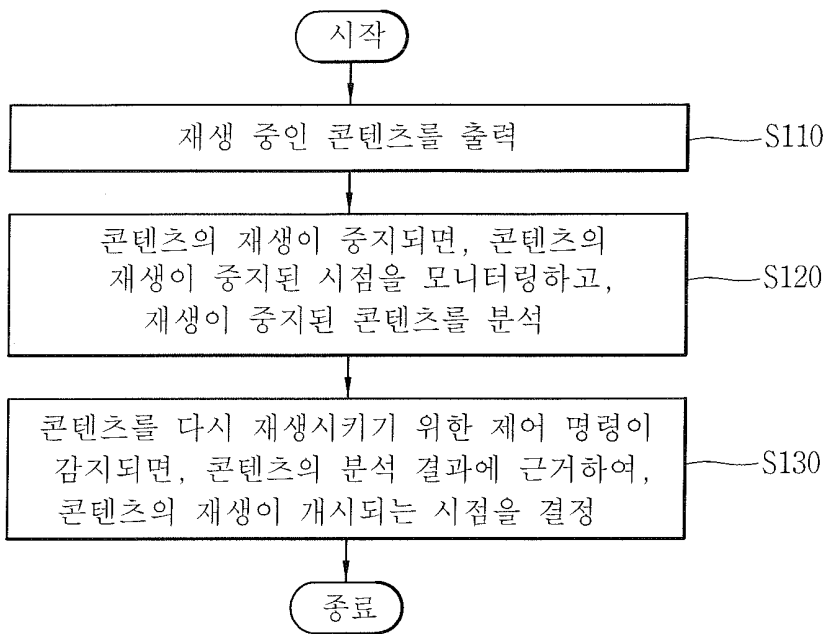 시작
재생 중인 콘텐츠를 출력
S110
콘텐츠의 재생이 중지되면, 콘텐츠의
재생이 중지된 시점을 모니터링하고,
재생이 중지된 콘텐츠를 분석
S120
콘텐츠를 다시 재생시키기 위한 제어 명령이
감지되면, 콘텐츠의 분석 결과에 근거하여,
콘텐츠의 재생이 개시되는 시점을 결정
S130
종료